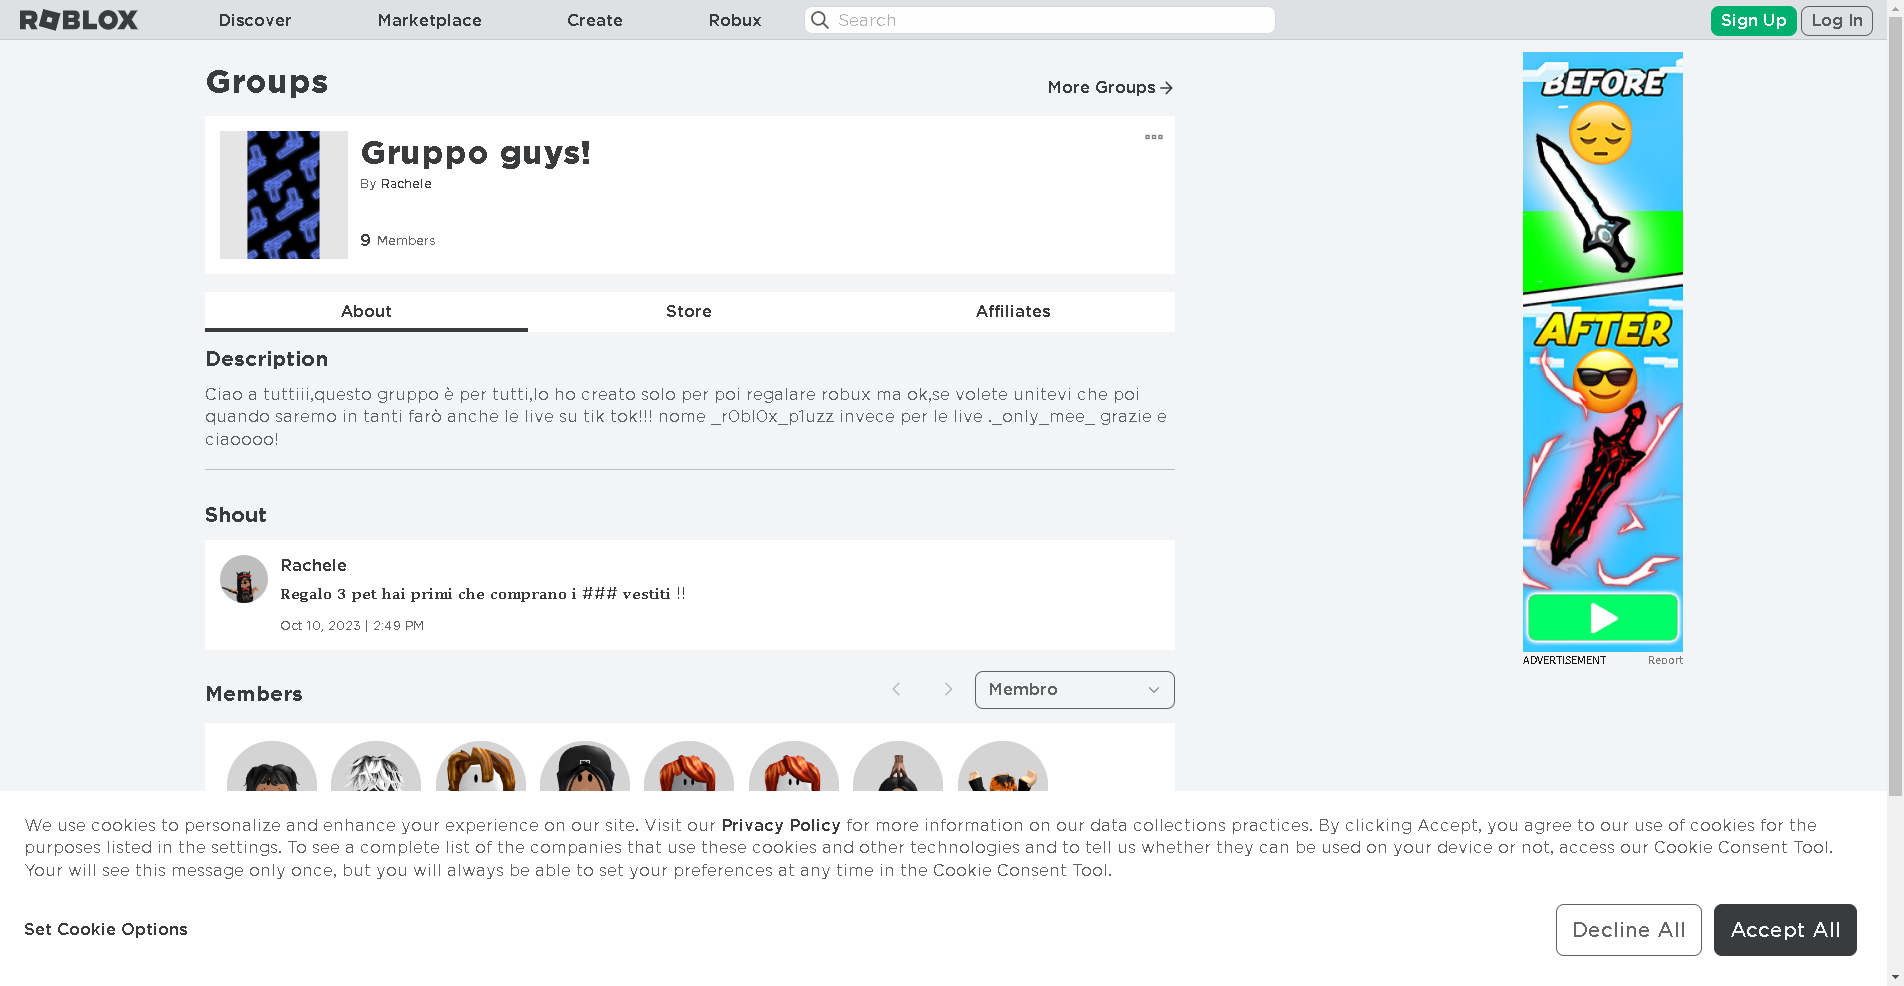 ROBLOX Discover Marketplace Create Robux Search Sign Up Log In
Groups
More Groups
Gruppo guys!
By Rachele
9 Members
About Store Affiliates
Description
Ciao a tuttiii,questo gruppo è per tutti,lo ho creato solo per poi regalare robux ma ok,se volete unitevi che poi
quando saremo in tanti farò anche le live su tik tok!!! nome _r0bl0x_p1uzz invece per le live ._only_mee_ grazie e
ciaoooo!
Shout
Rachele
Regalo 3 pet hai primi che comprano i ### vestiti !!
Oct 10, 2023 | 2:49 PM
Members
Membro
BEFORE
AFTER
ADVERTISEMENT Report
We use cookies to personalize and enhance your experience on our site. Visit our Privacy Policy for more information on our data collections practices. By clicking Accept, you agree to our use of cookies for the
purposes listed in the settings. To see a complete list of the companies that use these cookies and other technologies and to tell us whether they can be used on your device or not, access our Cookie Consent Tool.
Your will see this message only once, but you will always be able to set your preferences at any time in the Cookie Consent Tool.
Set Cookie Options
Decline All
Accept All